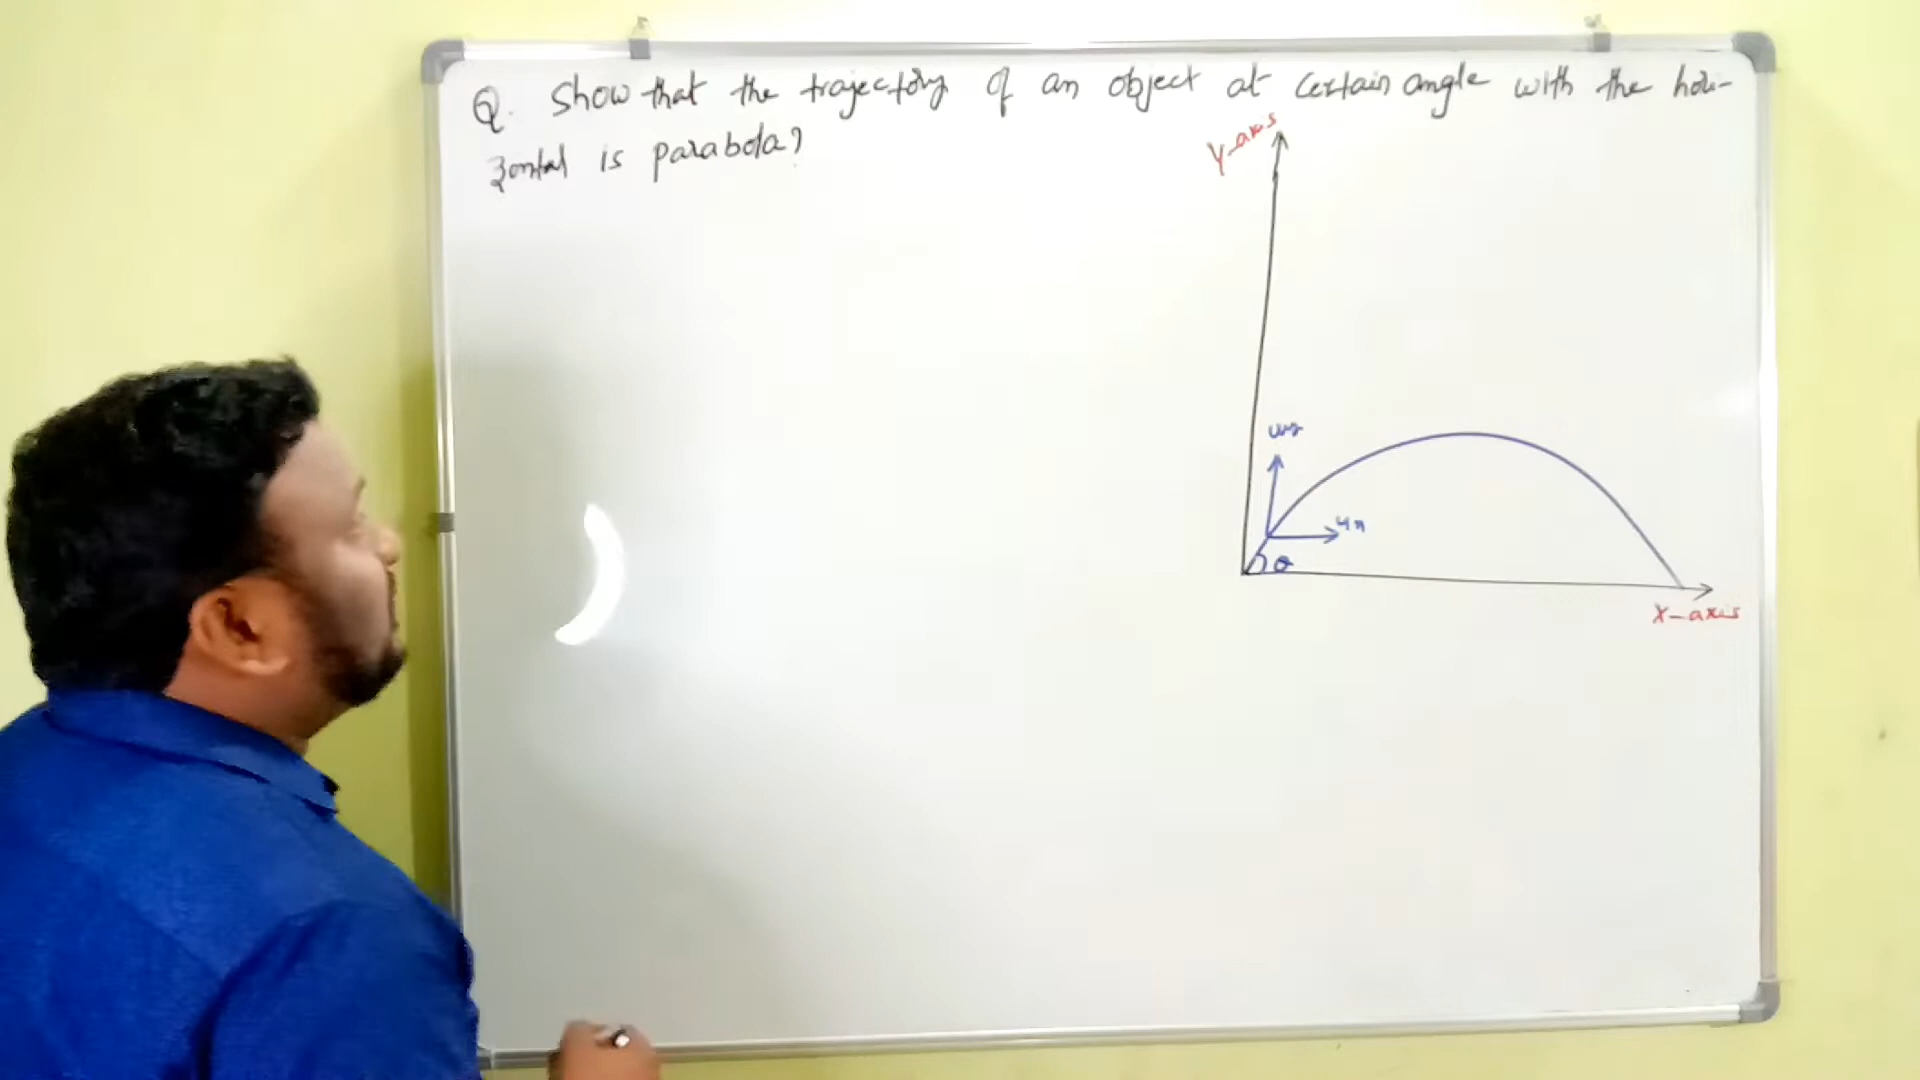 Q. Show that the trajectory of an object at certain angle with the hori-
zontal is parabola?
Y-axis
uy
ux
θ
X-axis